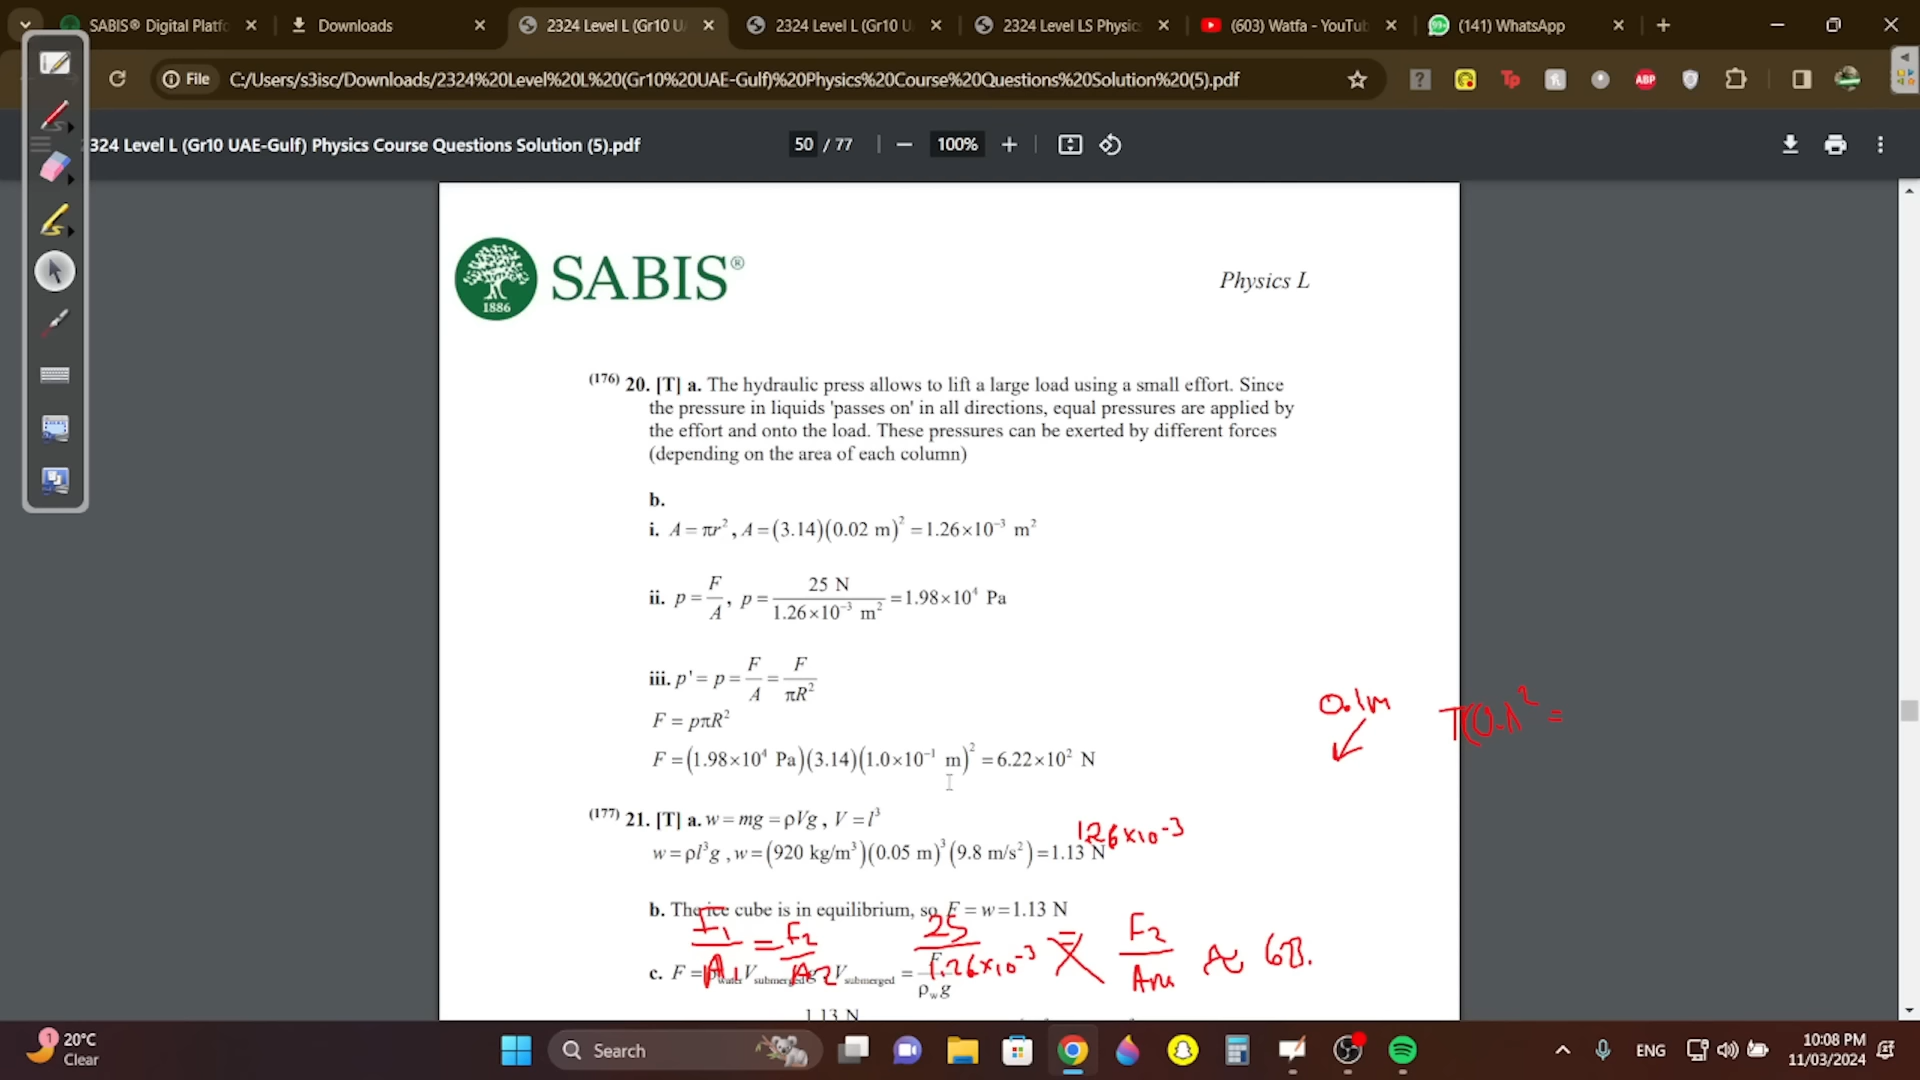 SABIS® Digital Platfo
Downloads
2324 Level L (Gr10 U
2324 Level L (Gr10 U
2324 Level LS Physic
(603) Watfa - YouTub
99+ (141) WhatsApp
File C:/Users/s3isc/Downloads/2324%20Level%20L%20(Gr10%20UAE-Gulf)%20Physics%20Course%20Questions%20Solution%20(5).pdf
Tp ABP
324 Level L (Gr10 UAE-Gulf) Physics Course Questions Solution (5).pdf 50 / 77 100%
1886 SABIS® Physics L
(176) 20. [T] a. The hydraulic press allows to lift a large load using a small effort. Since
the pressure in liquids 'passes on' in all directions, equal pressures are applied by
the effort and onto the load. These pressures can be exerted by different forces
(depending on the area of each column)
b.
i. A = πr², A = (3.14)(0.02 m)² = 1.26×10⁻³ m²
ii. p = F/A, p = 25 N / 1.26×10⁻³ m² = 1.98×10⁴ Pa
iii. p' = p = F/A = F/πR²
0.1m
F = pπR²
F = (1.98×10⁴ Pa)(3.14)(1.0×10⁻¹ m)² = 6.22×10² N
(177) 21. [T] a. w = mg = ρVg, V = l³
1.26×10-3
w = ρl³g, w = (920 kg/m³)(0.05 m)³(9.8 m/s²) = 1.13 N
b. The ice cube is in equilibrium, so F = w = 1.13 N
F1/A1 = F2/A2 25/1.26×10-3 = F2/
c. F = ρwater Vsubmerged g, Vsubmerged = F/ρwg
1.13 N
20°C
Clear
Search
ENG
10:08 PM
11/03/2024